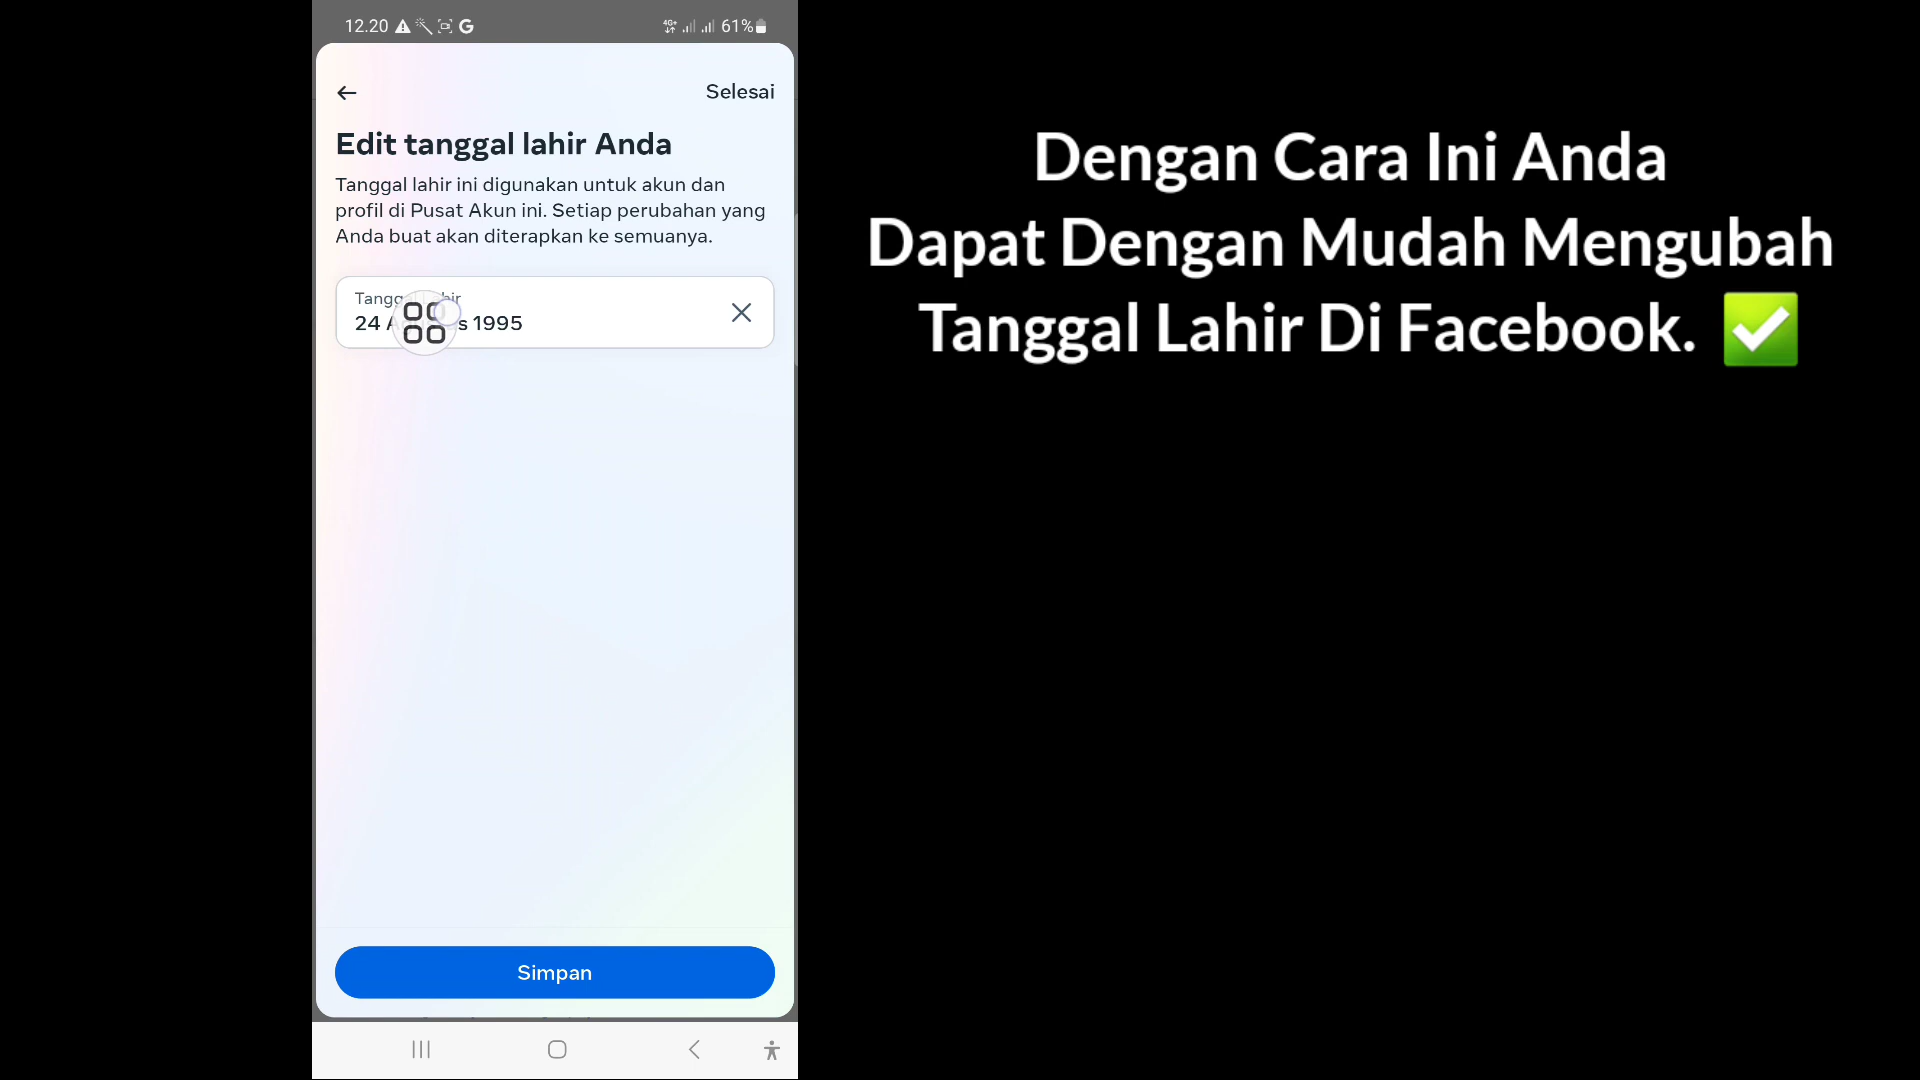 12.20
4G+
61%
Selesai
Edit tanggal lahir Anda
Tanggal lahir ini digunakan untuk akun dan
profil di Pusat Akun ini. Setiap perubahan yang
Anda buat akan diterapkan ke semuanya.
24 1995
Simpan
Dengan Cara Ini Anda
Dapat Dengan Mudah Mengubah
Tanggal Lahir Di Facebook. ✅